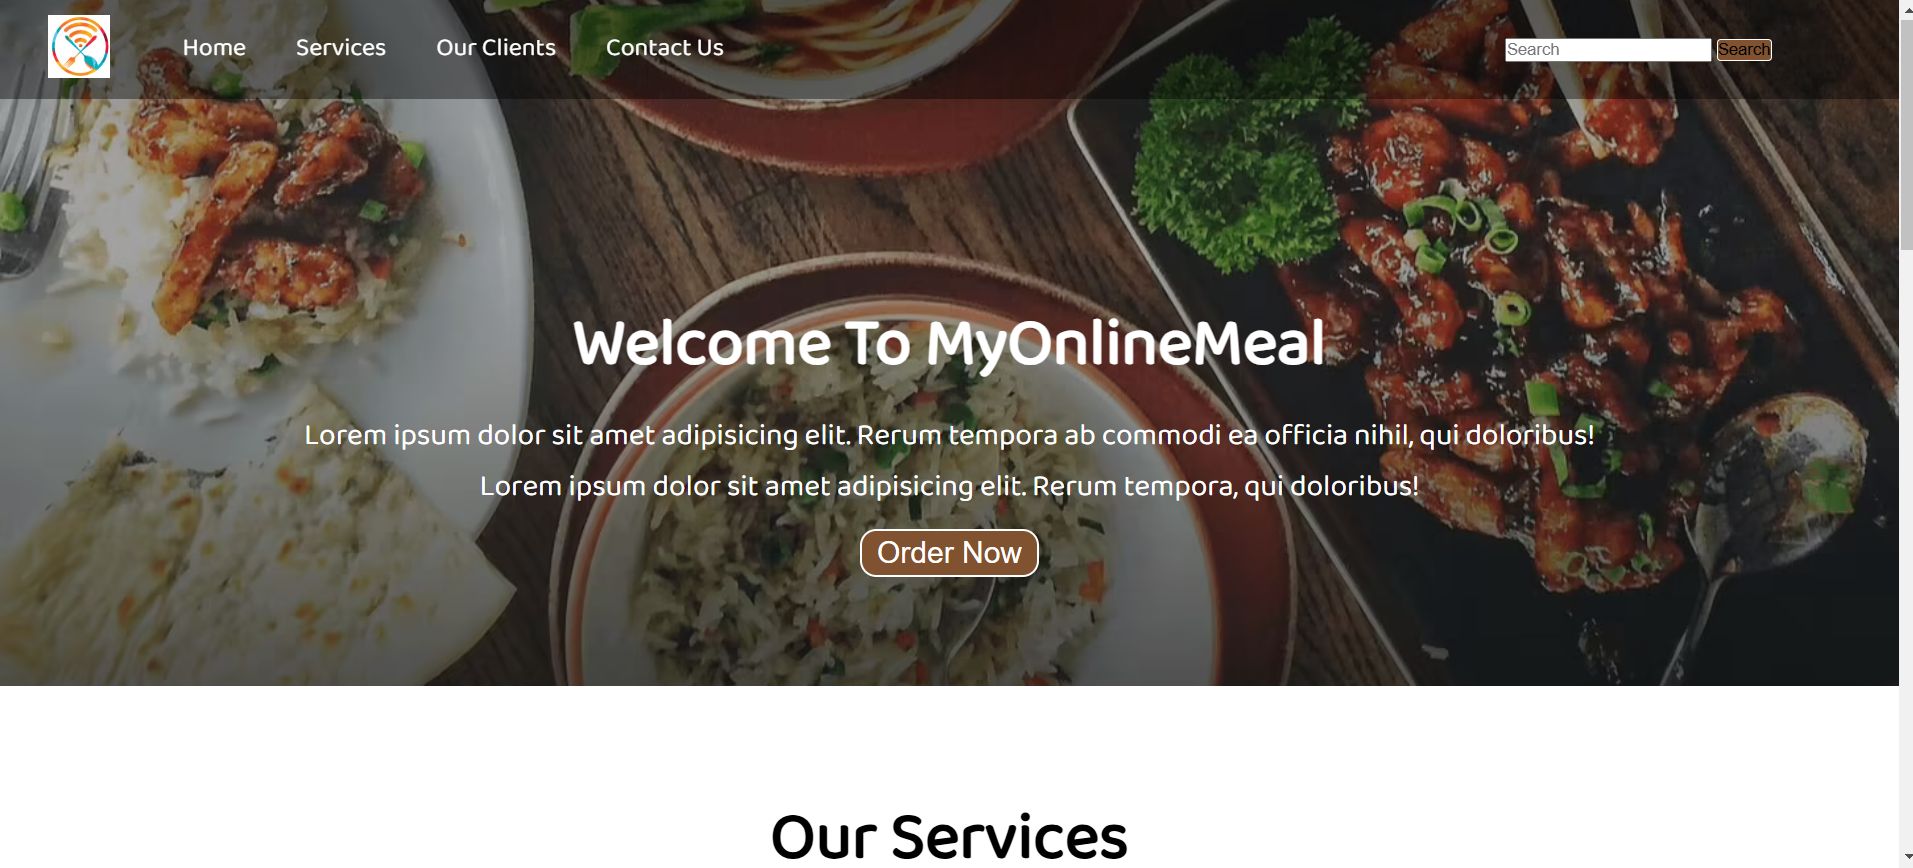 Home Services Our Clients Contact Us Search Search
Welcome To MyOnlineMeal
Lorem ipsum dolor sit amet adipisicing elit. Rerum tempora ab commodi ea officia nihil, qui doloribus!
Lorem ipsum dolor sit amet adipisicing elit. Rerum tempora, qui doloribus!
Order Now
Our Services